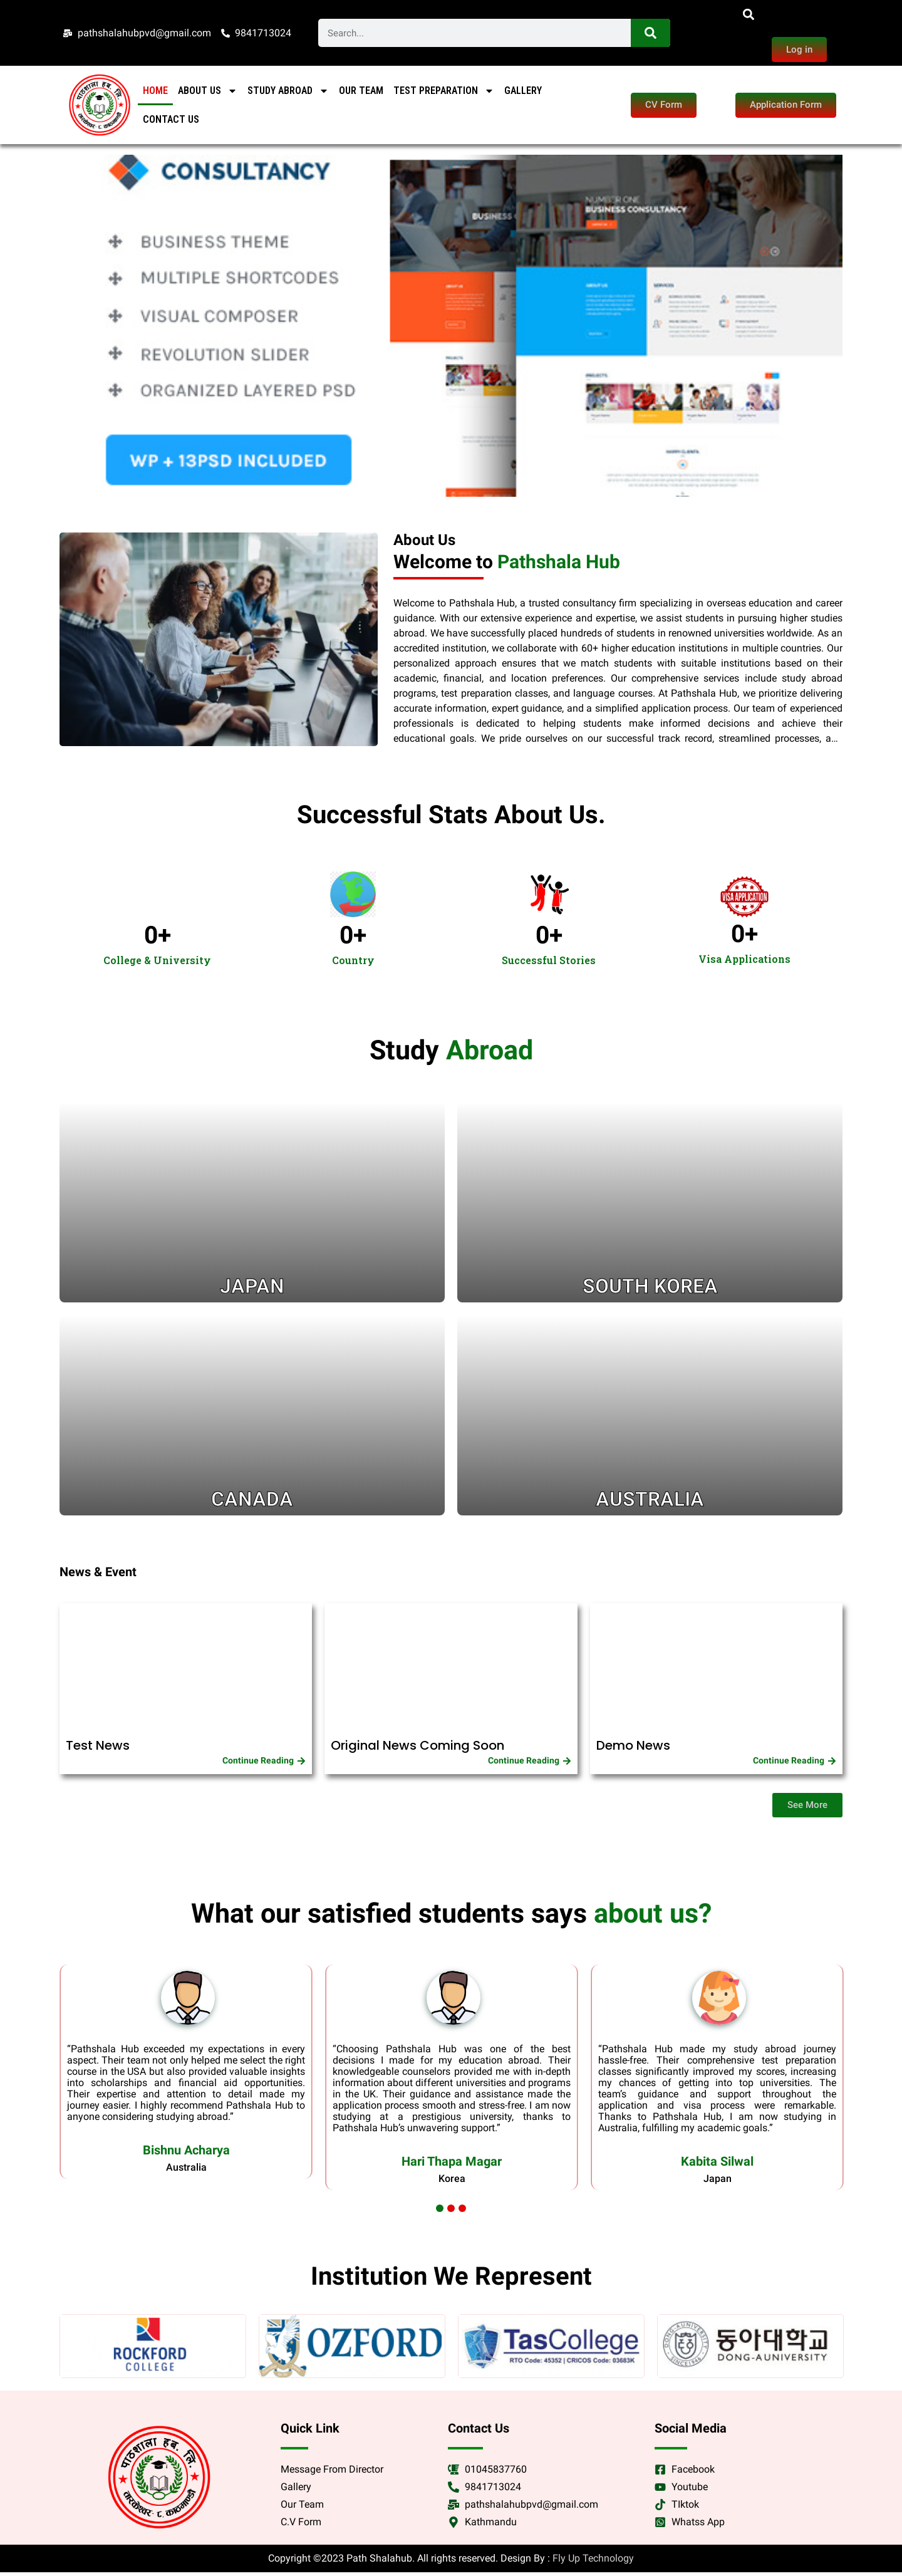 pathshalahubpvd@gmail.com 9841713024 Search...
Log in
HOME ABOUT US STUDY ABROAD OUR TEAM TEST PREPARATION GALLERY
CONTACT US
CV Form Application Form
CONSULTANCY
BUSINESS THEME
MULTIPLE SHORTCODES
VISUAL COMPOSER
REVOLUTION SLIDER
ORGANIZED LAYERED PSD
WP + 13PSD INCLUDED
NUMBER ONE
BUSINESS CONSULTANCY
ABOUT US
SERVICES
PROJECTS
About Us
Welcome to Pathshala Hub
Welcome to Pathshala Hub, a trusted consultancy firm specializing in overseas education and career
guidance. With our extensive experience and expertise, we assist students in pursuing higher studies
abroad. We have successfully placed hundreds of students in renowned universities worldwide. As an
accredited institution, we collaborate with 60+ higher education institutions in multiple countries. Our
personalized approach ensures that we match students with suitable institutions based on their
academic, financial, and location preferences. Our comprehensive services include study abroad
programs, test preparation classes, and language courses. At Pathshala Hub, we prioritize delivering
accurate information, expert guidance, and a simplified application process. Our team of experienced
professionals is dedicated to helping students make informed decisions and achieve their
educational goals. We pride ourselves on our successful track record, streamlined processes, a...
Successful Stats About Us.
VISA APPLICATION
0+ 0+ 0+ 0+
College & University Country Successful Stories Visa Applications
Study Abroad
JAPAN SOUTH KOREA
CANADA AUSTRALIA
News & Event
Test News Original News Coming Soon Demo News
Continue Reading Continue Reading Continue Reading
See More
What our satisfied students says about us?
“Pathshala Hub exceeded my expectations in every
aspect. Their team not only helped me select the right
course in the USA but also provided valuable insights
into scholarships and financial aid opportunities.
Their expertise and attention to detail made my
journey easier. I highly recommend Pathshala Hub to
anyone considering studying abroad.”
Bishnu Acharya
Australia
“Choosing Pathshala Hub was one of the best
decisions I made for my education abroad. Their
knowledgeable counselors provided me with in-depth
information about different universities and programs
in the UK. Their guidance and assistance made the
application process smooth and stress-free. I am now
studying at a prestigious university, thanks to
Pathshala Hub’s unwavering support.”
Hari Thapa Magar
Korea
“Pathshala Hub made my study abroad journey
hassle-free. Their comprehensive test preparation
classes significantly improved my scores, increasing
my chances of getting into top universities. The
team’s guidance and support throughout the
application and visa process were remarkable.
Thanks to Pathshala Hub, I am now studying in
Australia, fulfilling my academic goals.”
Kabita Silwal
Japan
Institution We Represent
ROCKFORD
COLLEGE
OZFORD
TasCollege
RTO Code: 45352 | CRICOS Code: 03683K
동아대학교
DONG-AUNIVERSITY
पाठशाला हब. लि.
तारकेश्वर-८, काठमाण्डौ
Quick Link
Message From Director
Gallery
Our Team
C.V Form
Contact Us
01045837760
9841713024
pathshalahubpvd@gmail.com
Kathmandu
Social Media
Facebook
Youtube
TIktok
Whatss App
Copyright ©2023 Path Shalahub. All rights reserved. Design By : Fly Up Technology